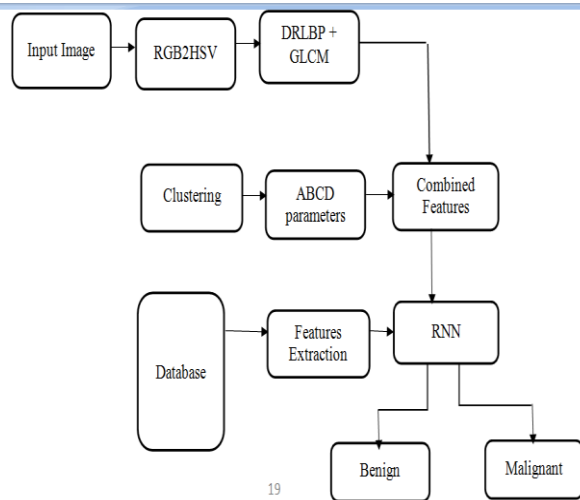 Input Image
RGB2HSV
DRLBP +
GLCM
Clustering
ABCD
parameters
Combined
Features
Database
Features
Extraction
RNN
Benign
Malignant
19